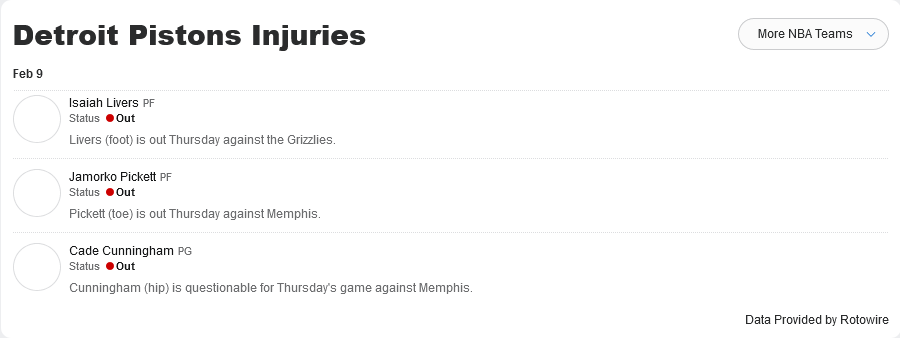 Detroit Pistons Injuries
More NBA Teams
Feb 9
Isaiah Livers PF
Status Out
Livers (foot) is out Thursday against the Grizzlies.
Jamorko Pickett PF
Status Out
Pickett (toe) is out Thursday against Memphis.
Cade Cunningham PG
Status Out
Cunningham (hip) is questionable for Thursday's game against Memphis.
Data Provided by Rotowire